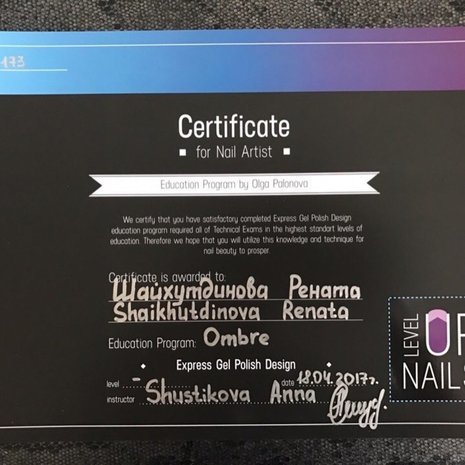 173
Certificate
for Nail Artist
Education Program by Olga Palonova
We certify that you have satisfactory completed Express Gel Polish Design
education program required all of Technical Exams in the highest standart levels of
education. Therefore we hope that you will utilize this knowledge and technique for
nail beauty to prosper.
Certificate is awarded to:
Шайхутдинова Рената
Shaikhutdinova Renata
Education Program: Ombre
Express Gel Polish Design
level – date 18.04.2017г.
instructor Shustikova Anna
LEVEL
UP
NAILS